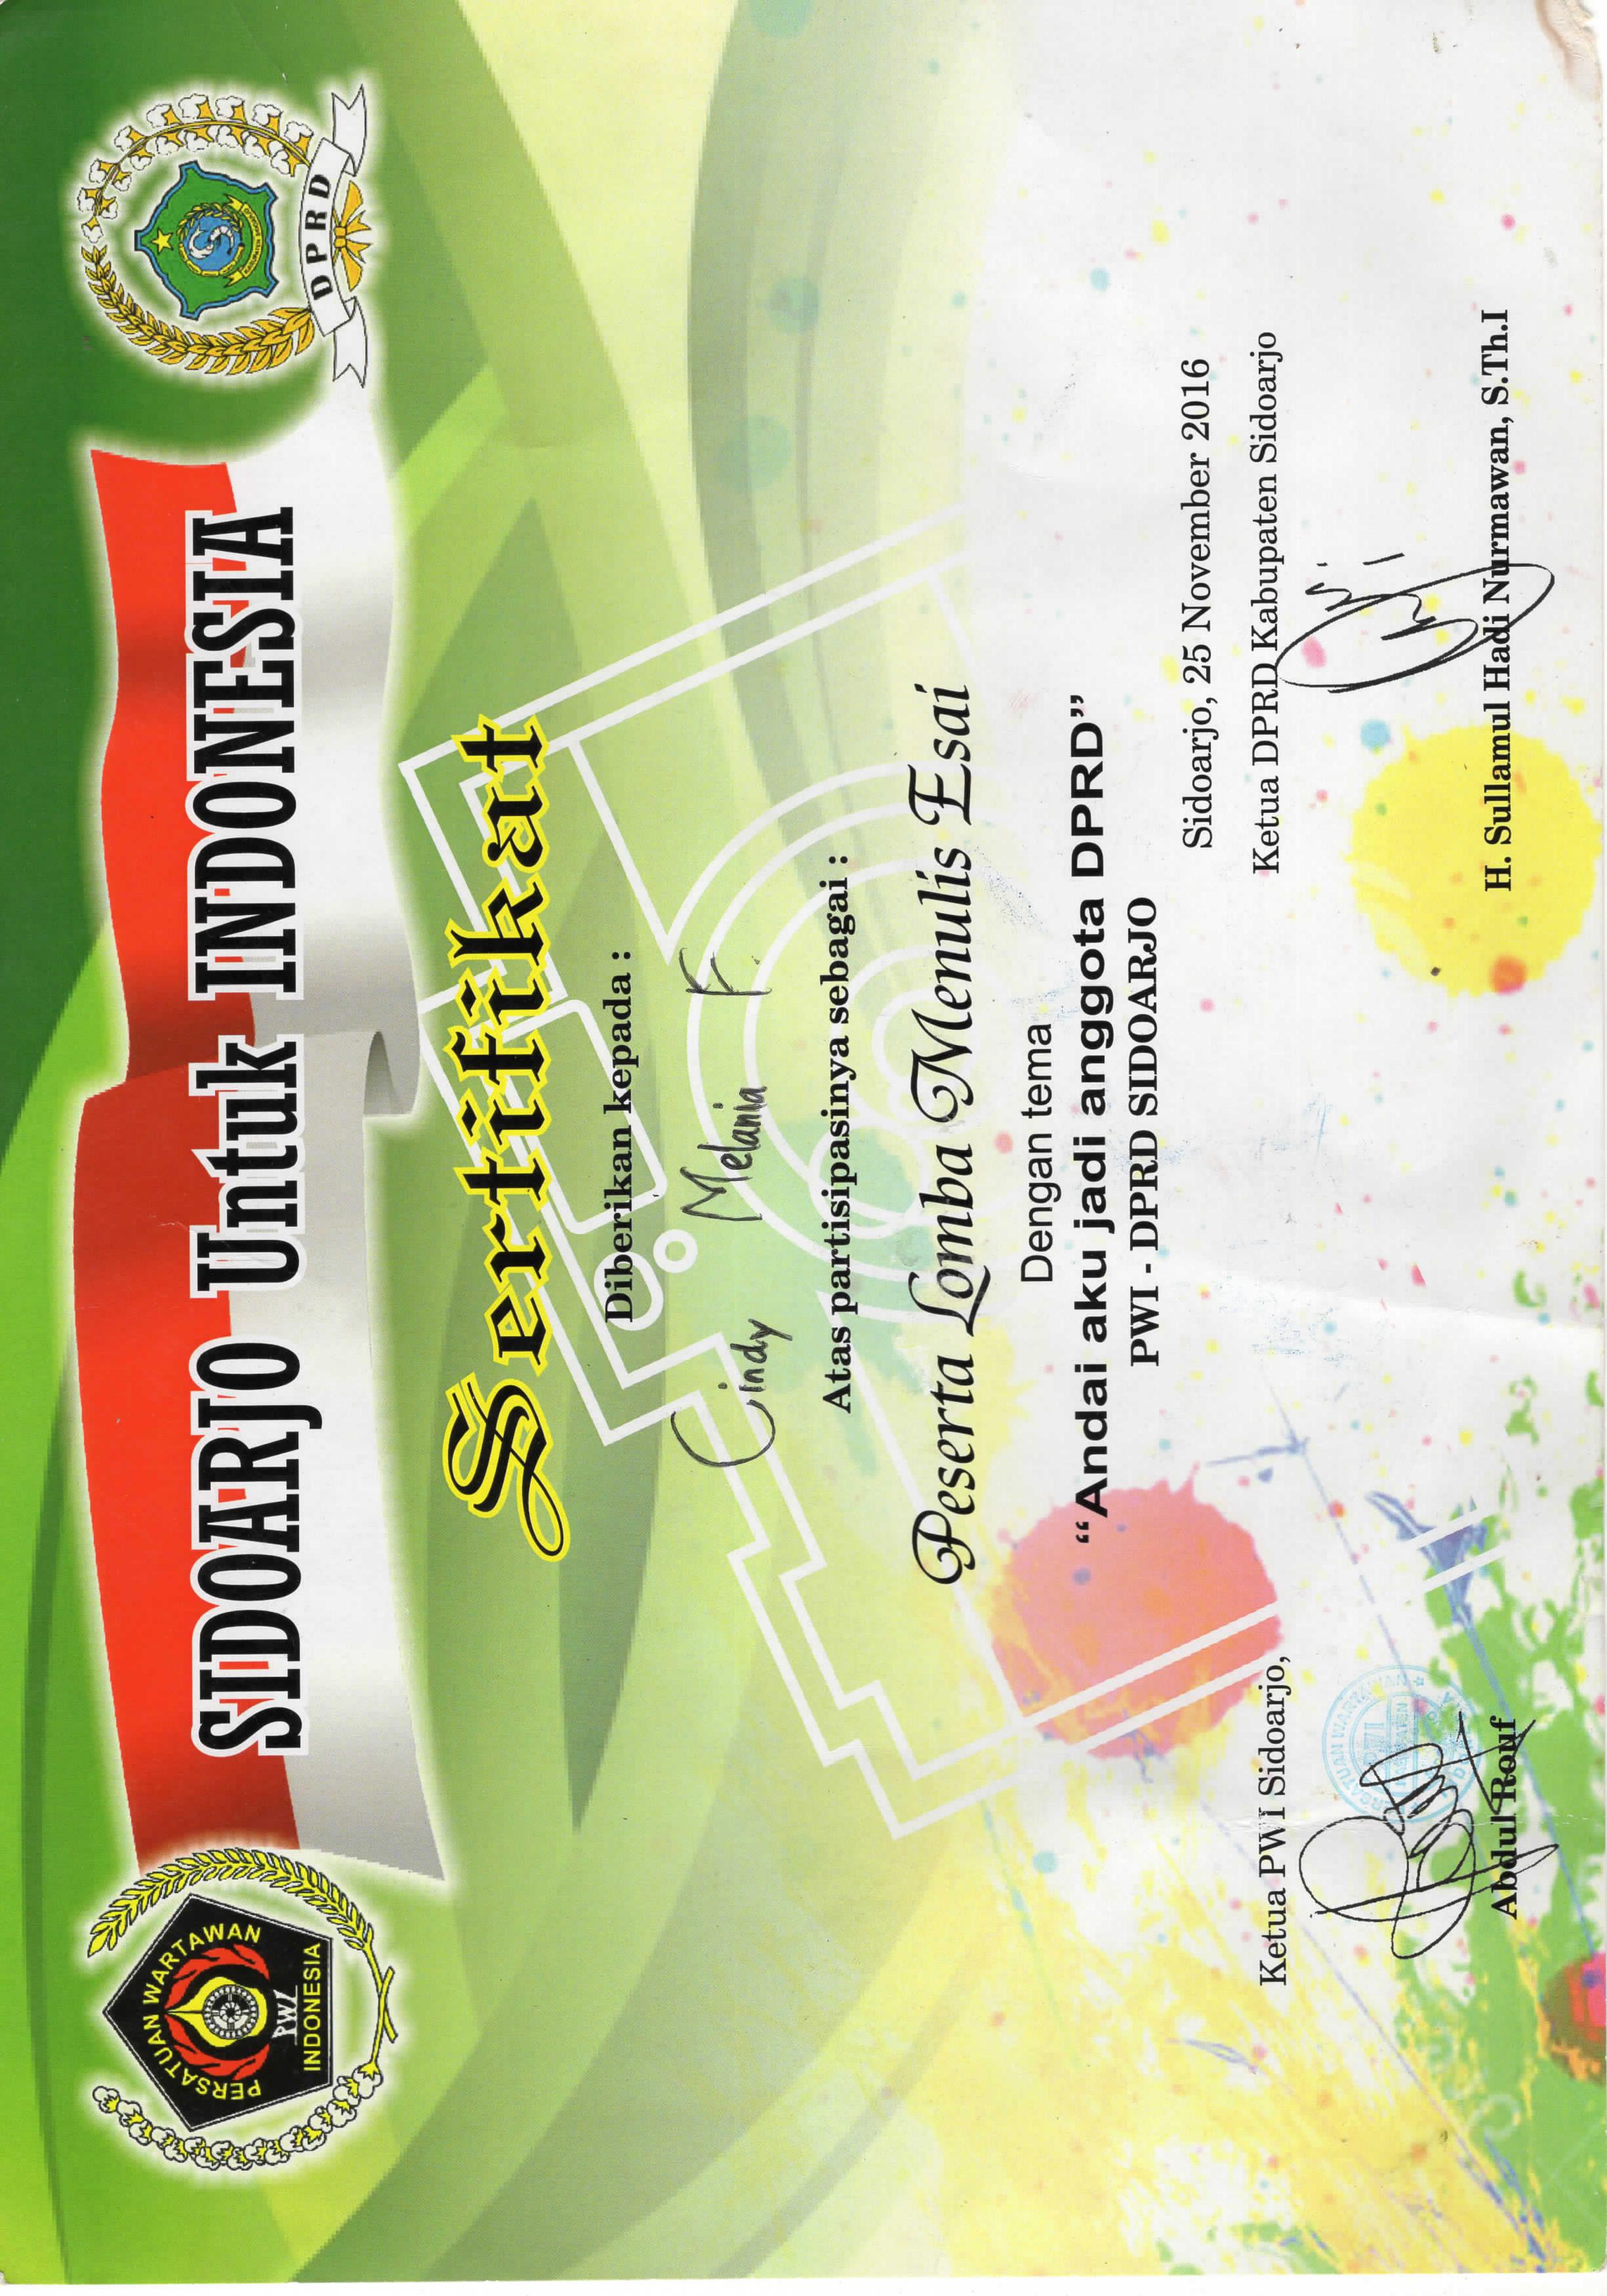 PERSATUAN WARTAWAN
PWI
INDONESIA
SIDOARJO Untuk INDONESIA
DPRD
Sertifikat
Diberikan kepada :
Cindy Melania F.
Atas partisipasinya sebagai :
Peserta Lomba Menulis Esai
Dengan tema
“Andai aku jadi anggota DPRD”
PWI - DPRD SIDOARJO
Sidoarjo, 25 November 2016
Ketua PWI Sidoarjo,
Ketua DPRD Kabupaten Sidoarjo
Abdul Rouf
H. Sullamul Hadi Nurmawan, S.Th.I